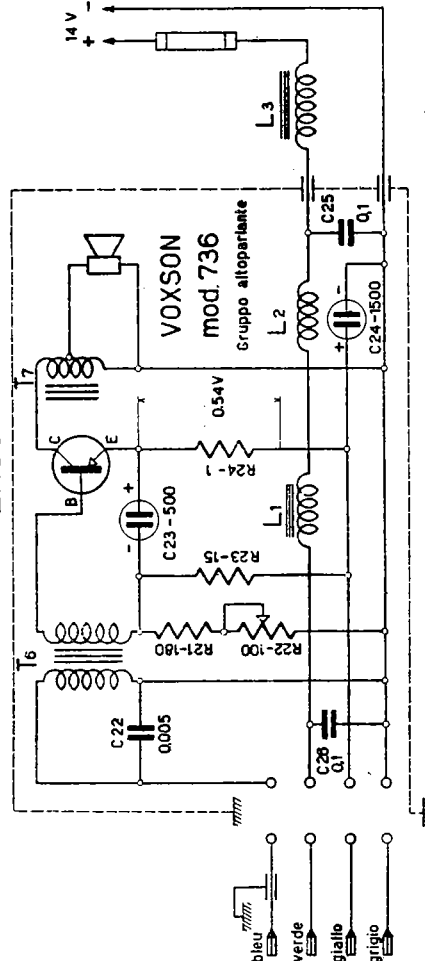 14 V
-
+
L3
VOXSON
mod. 736
Gruppo altoparlante
C25
0,1
T7
L2
C24-1500
+
-
C
B
E
0.54V
R24-1
+
-
C23-500
L1
R23-15
T6
R21-180
R22-100
C22
0.005
C26
0,1
bleu
verde
giallo
grigio